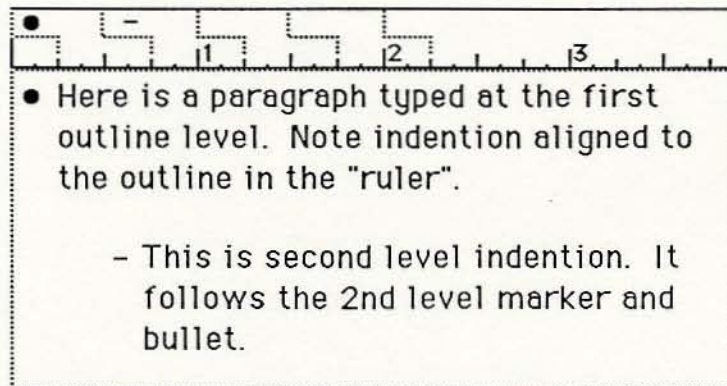 ● –
1 2 3
● Here is a paragraph typed at the first
outline level. Note indention aligned to
the outline in the "ruler".
– This is second level indention. It
follows the 2nd level marker and
bullet.